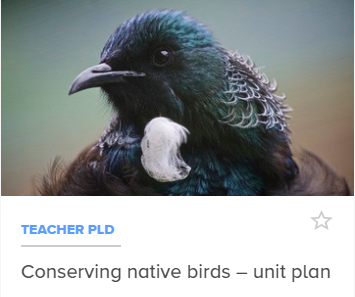 TEACHER PLD
Conserving native birds – unit plan